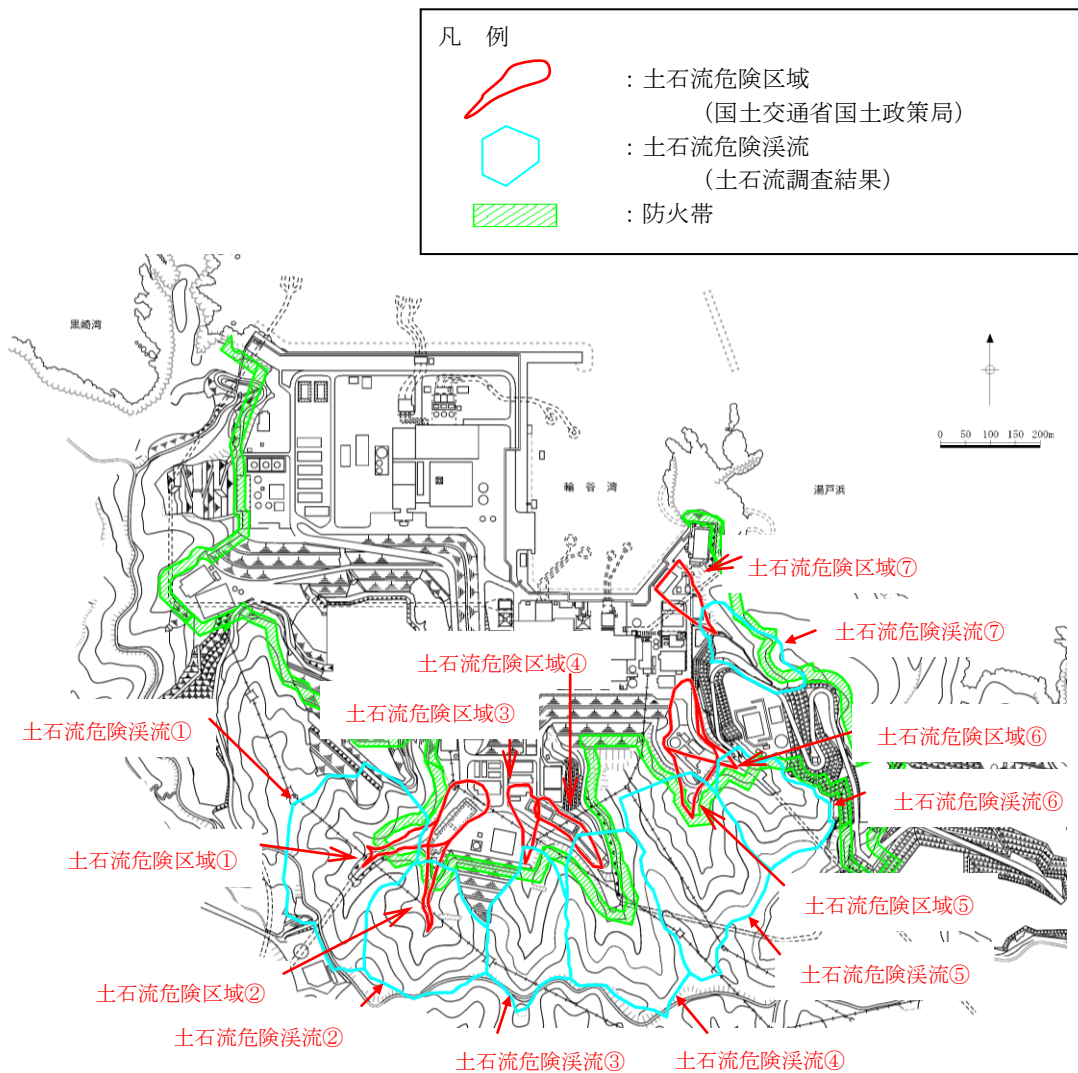 凡 例
：土石流危険区域
（国土交通省国土政策局）
：土石流危険渓流
（土石流調査結果）
：防火帯
黒崎湾
0 50 100 150 200m
輪谷湾
湯戸浜
土石流危険区域⑦
土石流危険渓流⑦
土石流危険区域④
土石流危険区域③
土石流危険渓流①
土石流危険区域⑥
土石流危険渓流⑥
土石流危険区域①
土石流危険区域⑤
土石流危険渓流⑤
土石流危険区域②
土石流危険渓流②
土石流危険渓流③
土石流危険渓流④